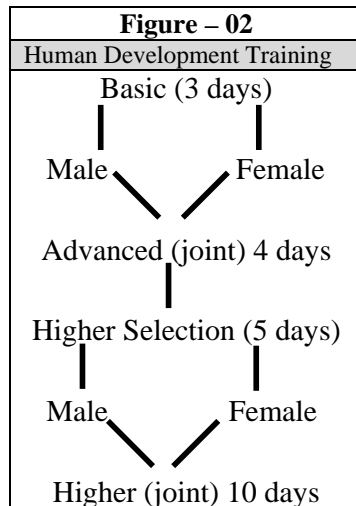 Figure – 02
Human Development Training
Basic (3 days)
Male Female
Advanced (joint) 4 days
Higher Selection (5 days)
Male Female
Higher (joint) 10 days